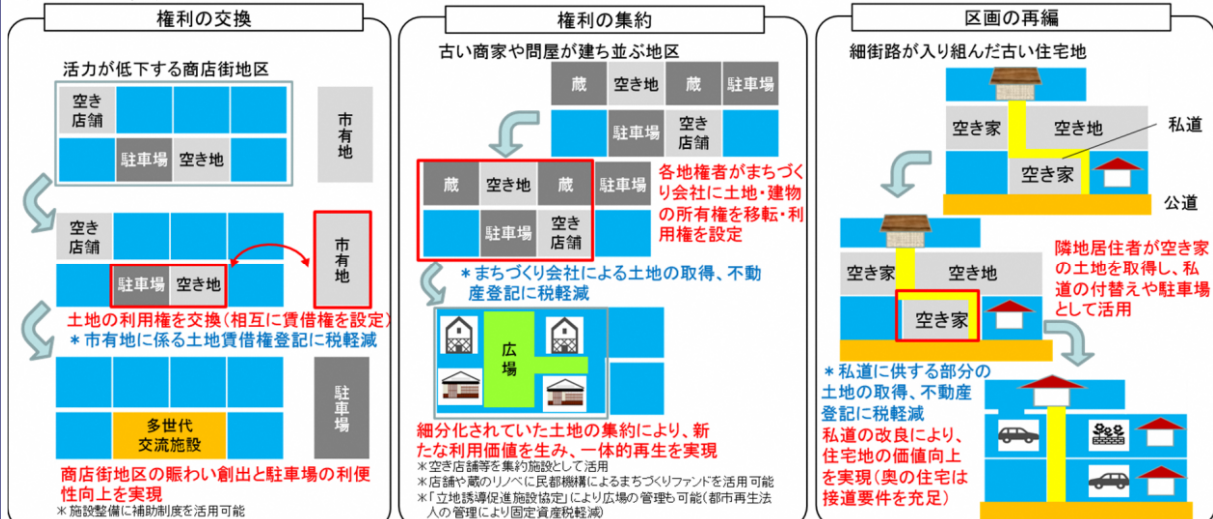 権利の交換
活力が低下する商店街地区
空き
店舗
駐車場
空き地
市
有
地
空き
店舗
駐車場
空き地
市
有
地
土地の利用権を交換(相互に賃借権を設定)
＊市有地に係る土地賃借権登記に税軽減
多世代
交流施設
駐
車
場
商店街地区の賑わい創出と駐車場の利便
性向上を実現
＊施設整備に補助制度を活用可能
権利の集約
古い商家や問屋が建ち並ぶ地区
蔵
空き地
蔵
駐車場
駐車場
空き
店舗
蔵
空き地
蔵
駐車場
駐車場
空き
店舗
各地権者がまちづく
り会社に土地・建物
の所有権を移転・利
用権を設定
＊まちづくり会社による土地の取得、不動
産登記に税軽減
広
場
細分化されていた土地の集約により、新
たな利用価値を生み、一体的再生を実現
＊空き店舗等を集約施設として活用
＊店舗や蔵のリノベに民都機構によるまちづくりファンドを活用可能
＊「立地誘導促進施設協定」により広場の管理も可能(都市再生法
人の管理により固定資産税軽減)
区画の再編
細街路が入り組んだ古い住宅地
空き家
空き地
私道
空き家
公道
空き家
空き地
空き家
隣地居住者が空き家
の土地を取得し、私
道の付替えや駐車場
として活用
＊私道に供する部分の
土地の取得、不動産
登記に税軽減
私道の改良により、
住宅地の価値向上
を実現(奥の住宅は
接道要件を充足)